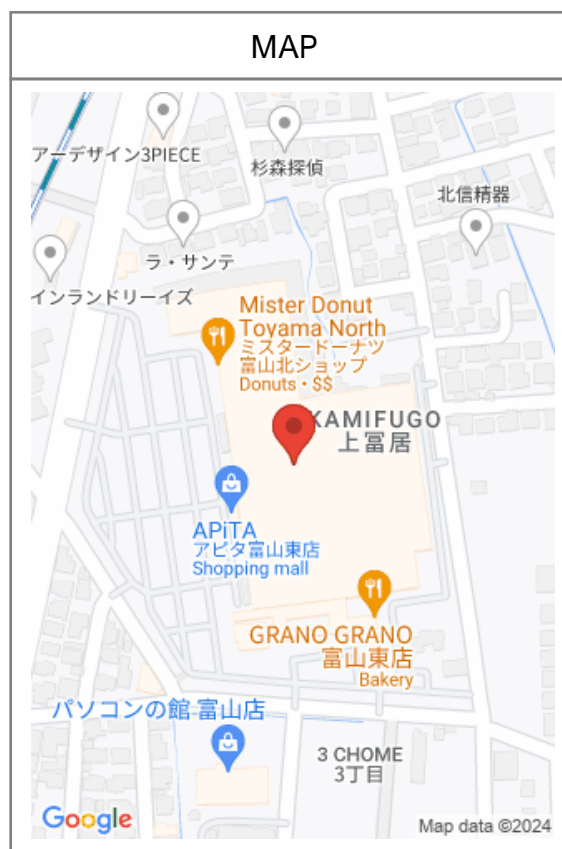 MAP
アーデザイン3PIECE
杉森探偵
北信精器
ラ・サンテ
インランドリーイズ
Mister Donut
Toyama North
ミスタードーナツ
富山北ショップ
Donuts・$$
KAMIFUGO
上冨居
APiTA
アピタ富山東店
Shopping mall
GRANO GRANO
富山東店
Bakery
パソコンの館 富山店
3 CHOME
3丁目
Google
Map data ©2024